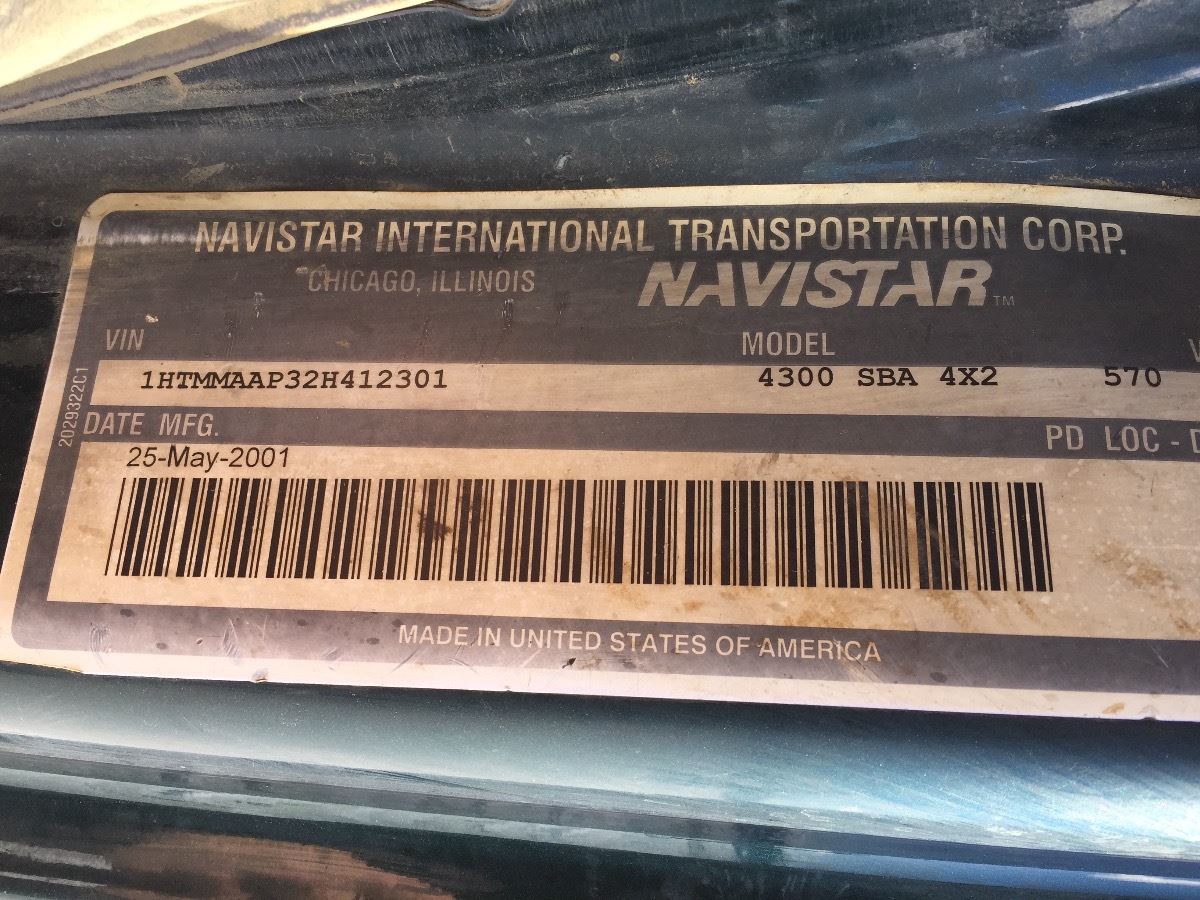 NAVISTAR INTERNATIONAL TRANSPORTATION CORP.
CHICAGO, ILLINOIS NAVISTAR TM
VIN MODEL
1HTMMAAP32H412301 4300 SBA 4X2 570
2029322C1
DATE MFG. PD LOC -
25-May-2001
MADE IN UNITED STATES OF AMERICA